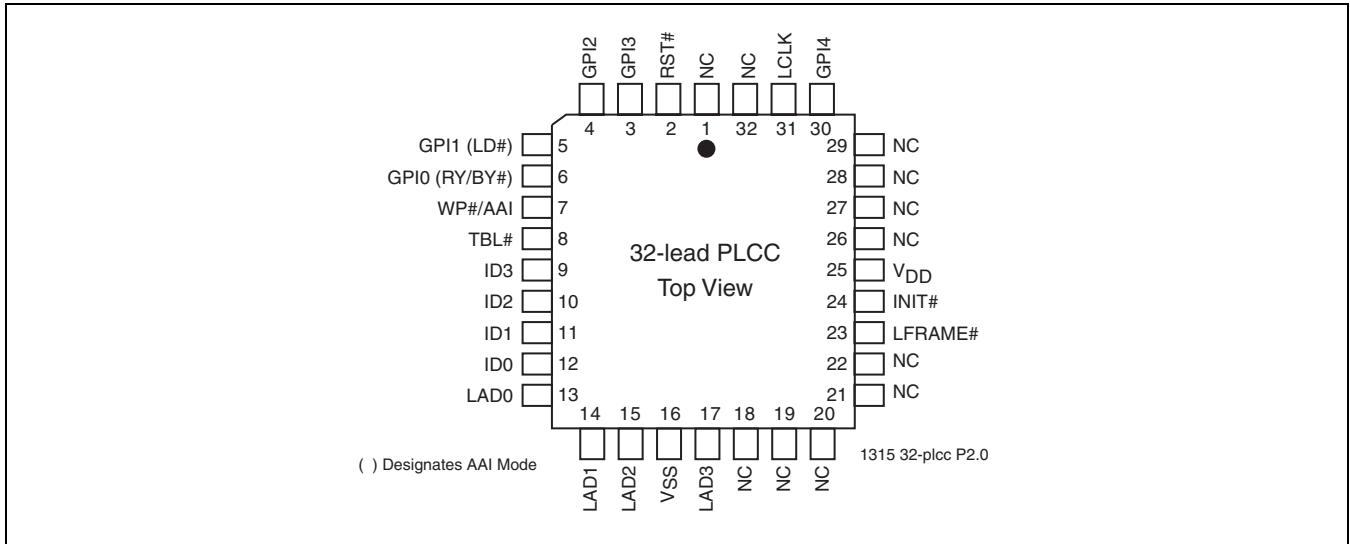 GPI2 GPI3 RST# NC NC LCLK GPI4
4 3 2 1 32 31 30
GPI1 (LD#) 5 29 NC
GPI0 (RY/BY#) 6 28 NC
WP#/AAI 7 27 NC
TBL# 8 26 NC
32-lead PLCC
ID3 9 25 VDD
Top View
ID2 10 24 INIT#
ID1 11 23 LFRAME#
ID0 12 22 NC
LAD0 13 21 NC
14 15 16 17 18 19 20
LAD1 LAD2 VSS LAD3 NC NC NC
( ) Designates AAI Mode
1315 32-plcc P2.0